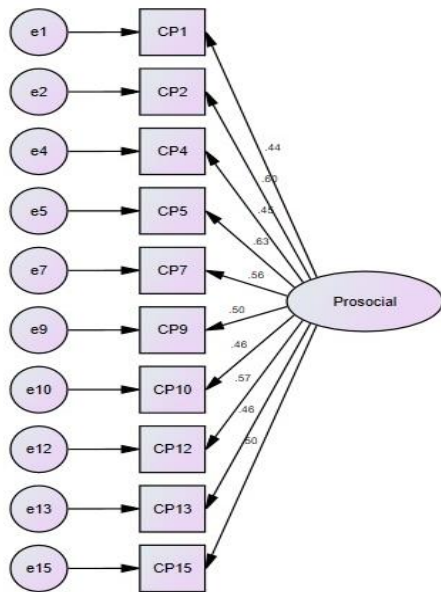 e1 CP1
.44
e2 CP2
.60
e4 CP4
.45
e5 CP5
.63
e7 CP7
.56
Prosocial
e9 CP9
.50
e10 CP10
.46
.57
e12 CP12
.46
.50
e13 CP13
e15 CP15